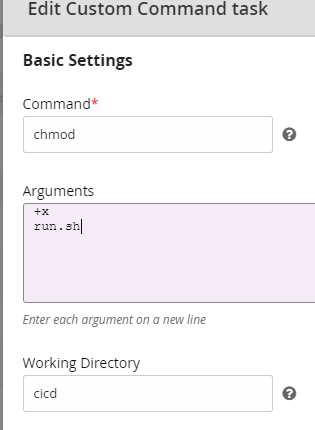 Edit Custom Command task
Basic Settings
Command*
chmod
?
Arguments
+x
run.sh
Enter each argument on a new line
Working Directory
cicd
?